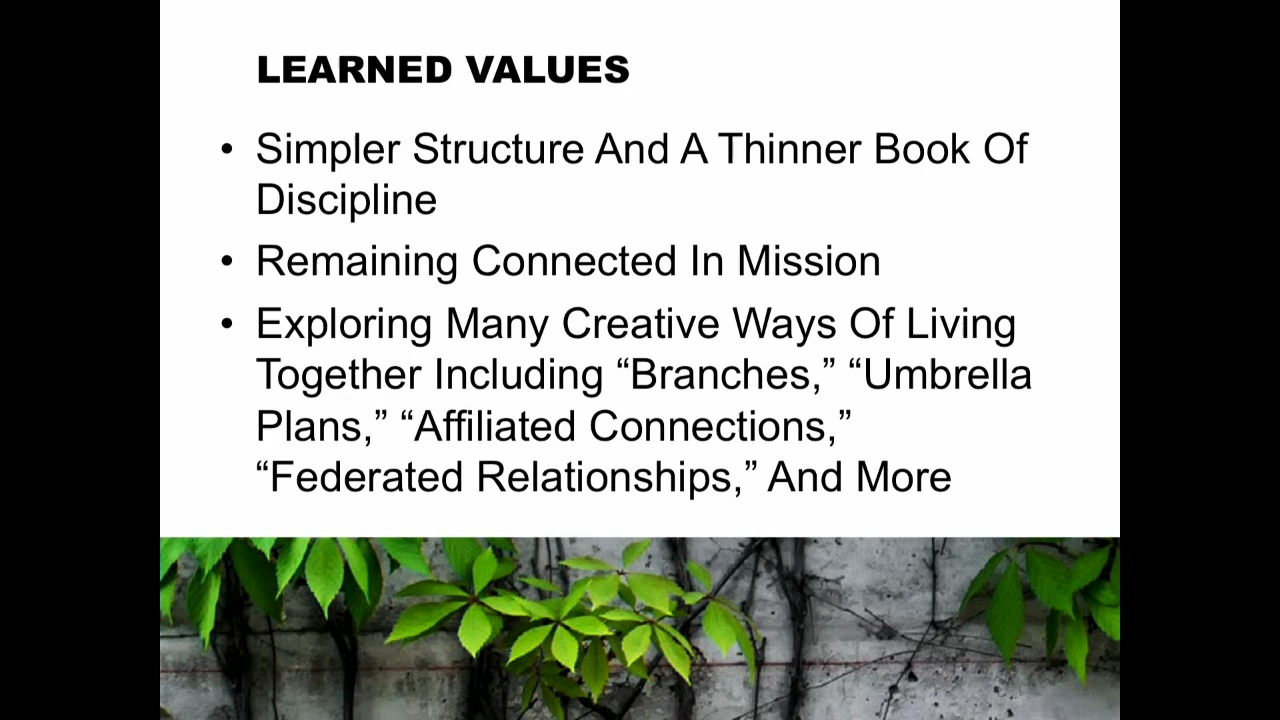 LEARNED VALUES
• Simpler Structure And A Thinner Book Of
Discipline
• Remaining Connected In Mission
• Exploring Many Creative Ways Of Living
Together Including “Branches,” “Umbrella
Plans,” “Affiliated Connections,”
“Federated Relationships,” And More